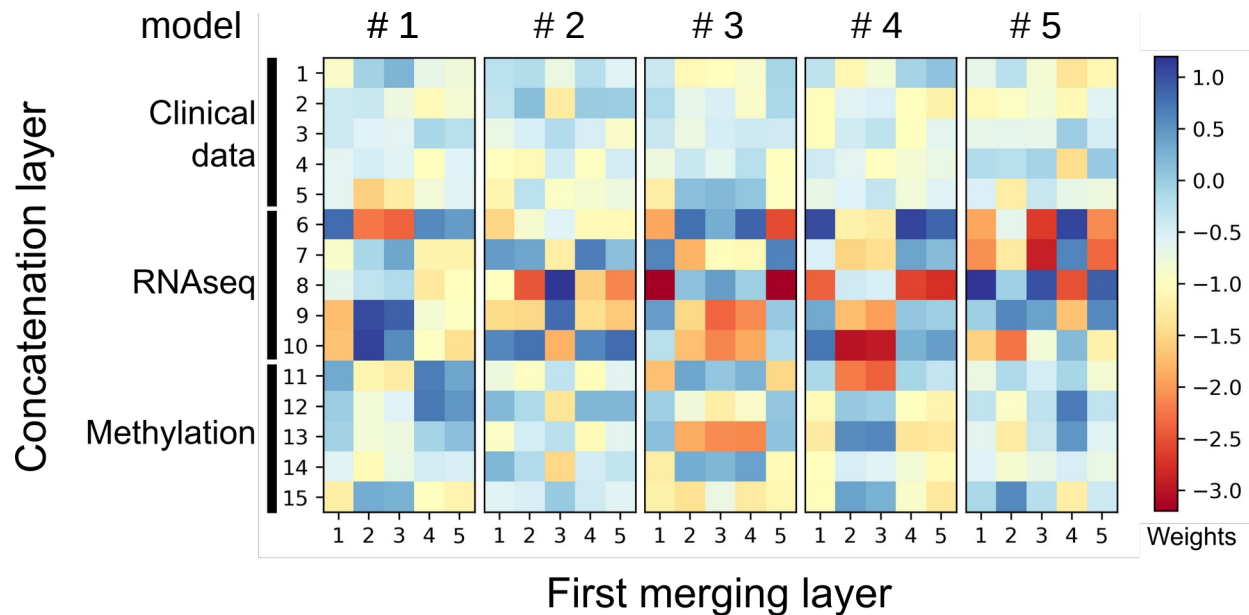 model # 1 # 2 # 3 # 4 # 5
Concatenation layer
Clinical
data
RNAseq
Methylation
1
2
3
4
5
6
7
8
9
10
11
12
13
14
15
1 2 3 4 5 1 2 3 4 5 1 2 3 4 5 1 2 3 4 5 1 2 3 4 5
First merging layer
1.0
0.5
0.0
−0.5
−1.0
−1.5
−2.0
−2.5
−3.0
Weights